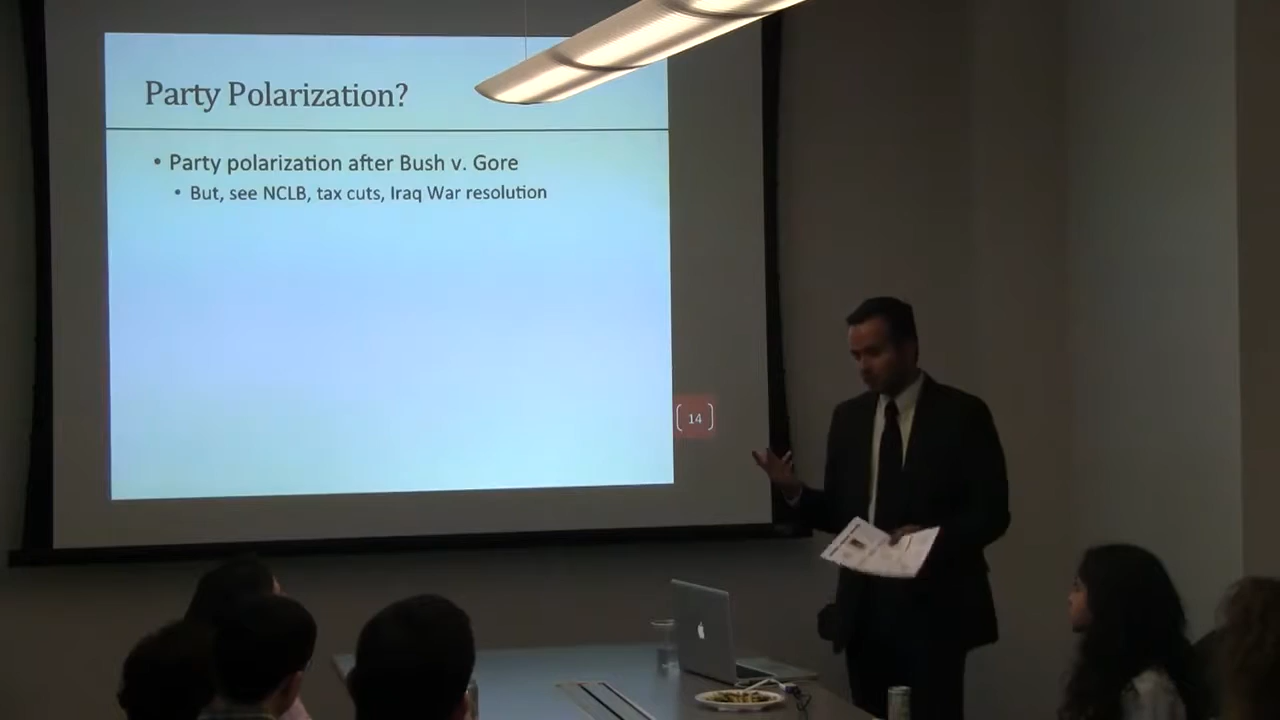 Party Polarization?
• Party polarization after Bush v. Gore
• But, see NCLB, tax cuts, Iraq War resolution
14